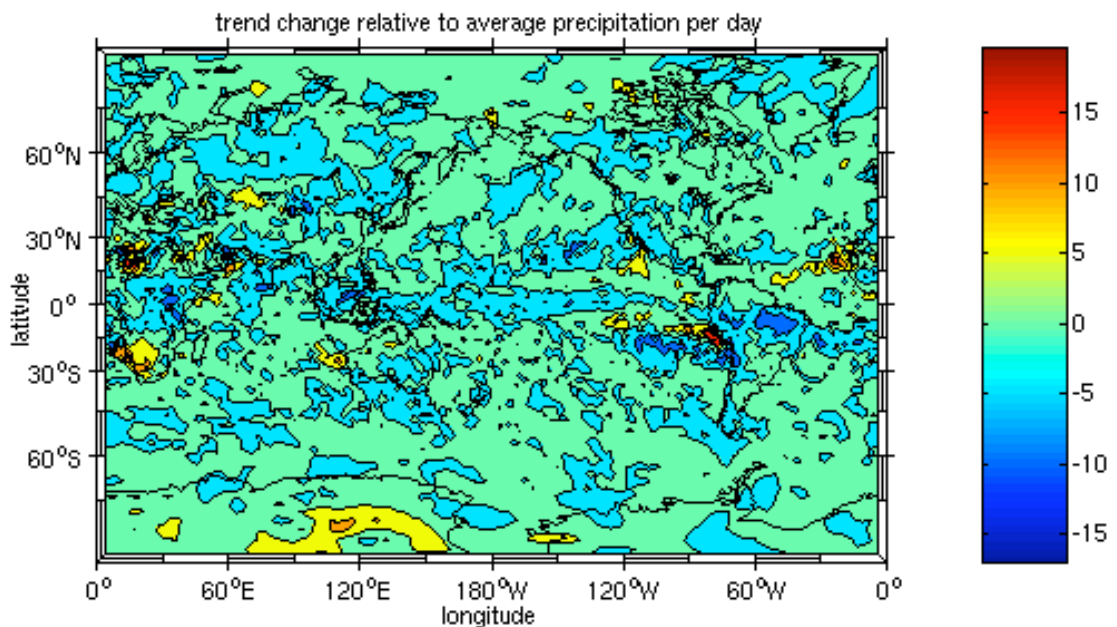 trend change relative to average precipitation per day
60°N
30°N
0°
30°S
60°S
latitude
0°
60°E
120°E
180°W
120°W
60°W
0°
longitude
15
10
5
0
-5
-10
-15